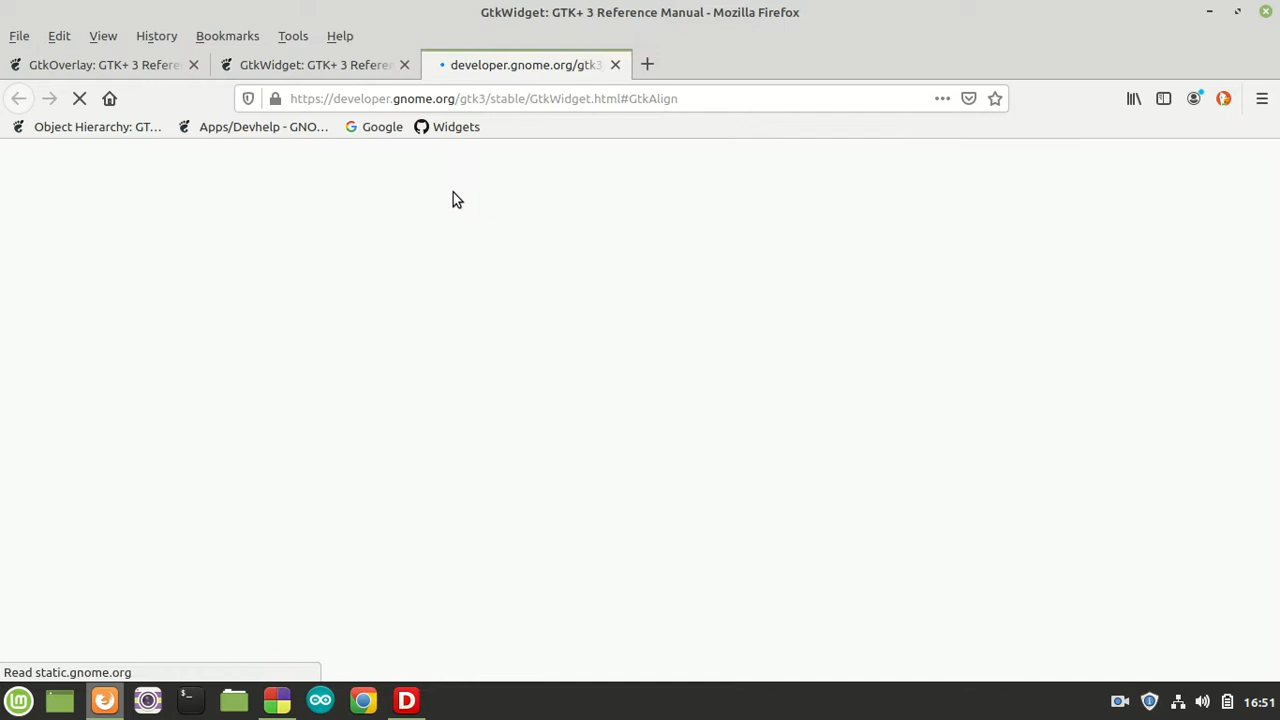 GtkWidget: GTK+ 3 Reference Manual - Mozilla Firefox
File Edit View History Bookmarks Tools Help
GtkOverlay: GTK+ 3 Refere GtkWidget: GTK+ 3 Refere developer.gnome.org/gtk3
https://developer.gnome.org/gtk3/stable/GtkWidget.html#GtkAlign
Object Hierarchy: GT... Apps/Devhelp - GNO... Google Widgets
Read static.gnome.org
lm $_ D 16:51